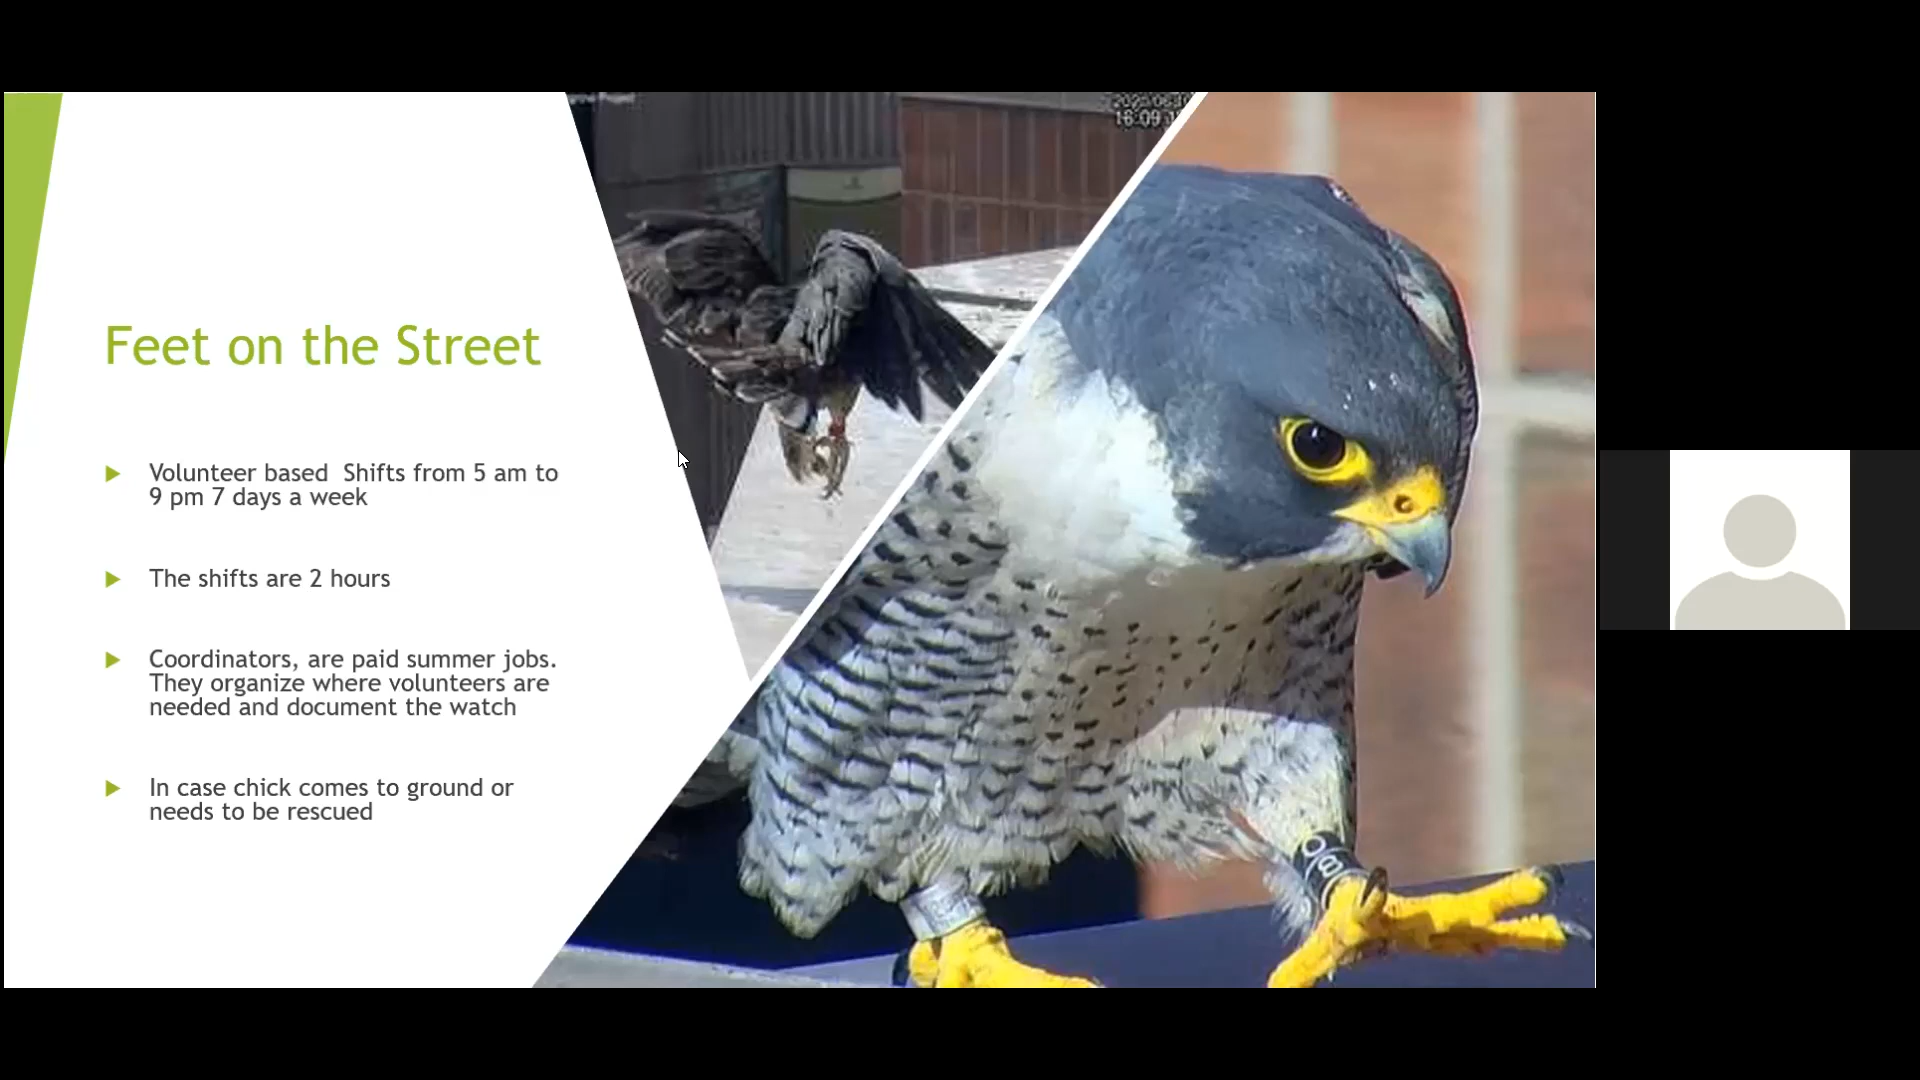 Feet on the Street
Volunteer based  Shifts from 5 am to
9 pm 7 days a week
The shifts are 2 hours
Coordinators, are paid summer jobs.
They organize where volunteers are
needed and document the watch
In case chick comes to ground or
needs to be rescued
16:09